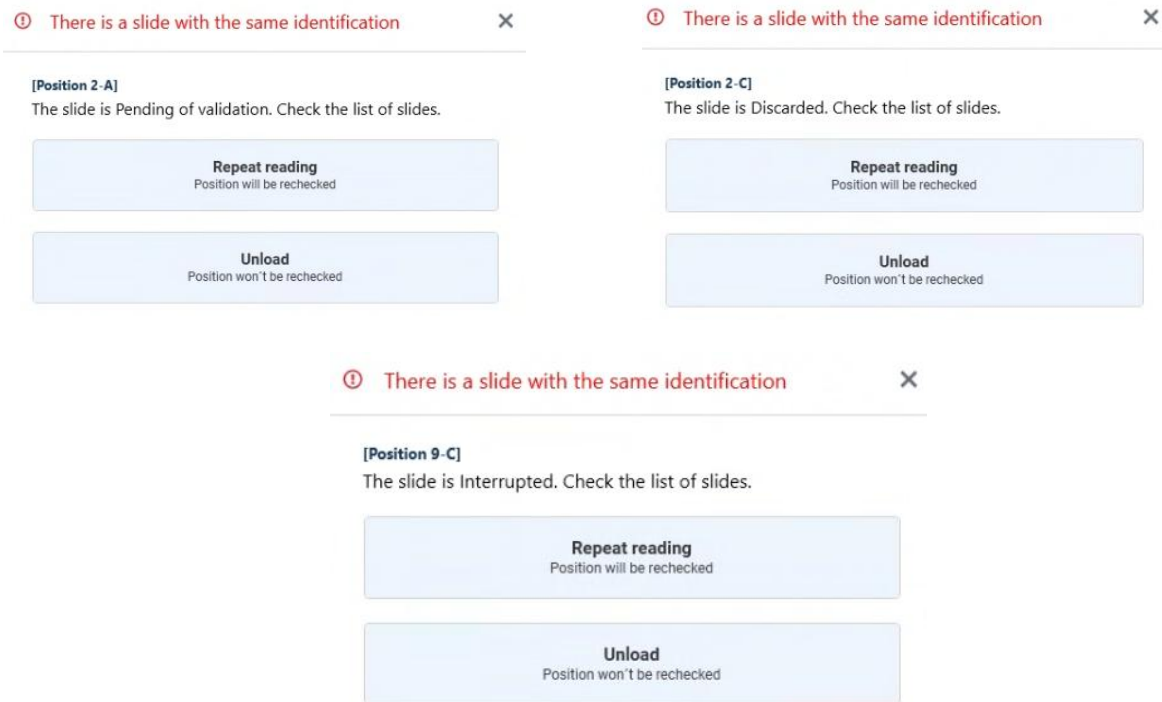 There is a slide with the same identification
[Position 2-A]
The slide is Pending of validation. Check the list of slides.
Repeat reading
Position will be rechecked
Unload
Position won't be rechecked
There is a slide with the same identification
[Position 2-C]
The slide is Discarded. Check the list of slides.
Repeat reading
Position will be rechecked
Unload
Position won't be rechecked
There is a slide with the same identification
[Position 9-C]
The slide is Interrupted. Check the list of slides.
Repeat reading
Position will be rechecked
Unload
Position won't be rechecked